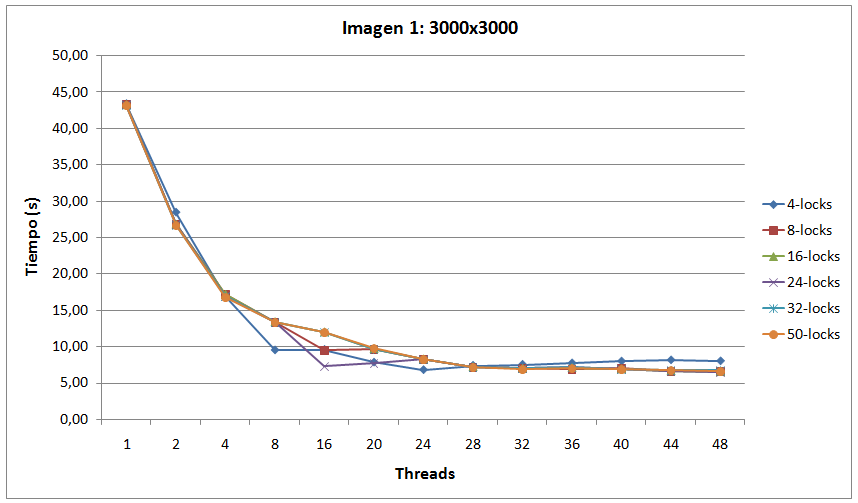 Imagen 1: 3000x3000
50,00
45,00
40,00
35,00
30,00
25,00
20,00
15,00
10,00
5,00
0,00
Tiempo (s)
1 2 4 8 16 20 24 28 32 36 40 44 48
Threads
4-locks
8-locks
16-locks
24-locks
32-locks
50-locks